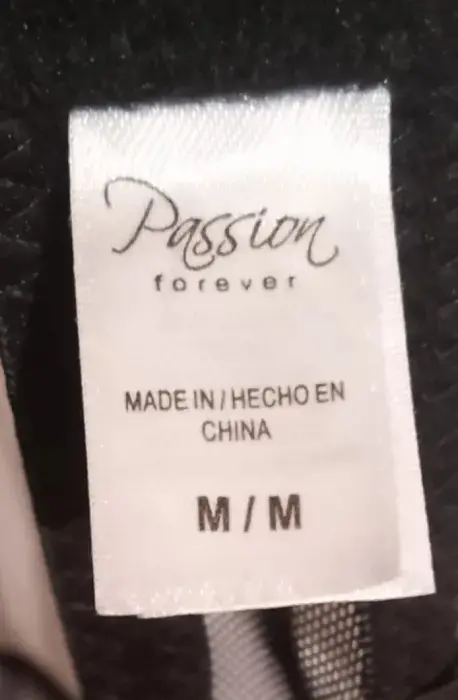 Passion
forever
MADE IN / HECHO EN
CHINA
M / M